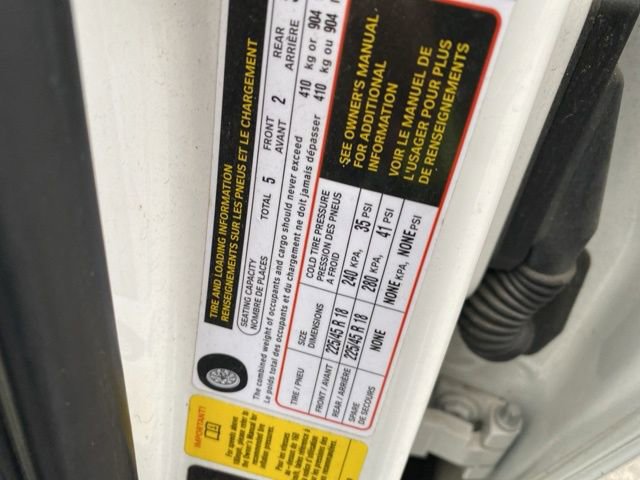 TIRE AND LOADING INFORMATION
RENSEIGNEMENTS SUR LES PNEUS ET LE CHARGEMENT
SEATING CAPACITY
NOMBRE DE PLACES
TOTAL 5
FRONT
AVANT
2
REAR
ARRIÈRE
The combined weight of occupants and cargo should never exceed 410 kg or 904
Le poids total des occupants et du chargement ne doit jamais dépasser 410 kg ou 904
TIRE / PNEU
SIZE
DIMENSIONS
COLD TIRE PRESSURE
PRESSION DES PNEUS
A FROID
FRONT / AVANT
225/45 R 18
240 KPA, 35 PSI
REAR / ARRIÈRE
225/45 R 18
280 KPA, 41 PSI
SPARE
DE SECOURS
NONE
NONE KPA, NONE PSI
SEE OWNER'S MANUAL
FOR ADDITIONAL
INFORMATION
VOIR LE MANUEL DE
L'USAGER POUR PLUS
DE RENSEIGNEMENTS
IMPORTANT!